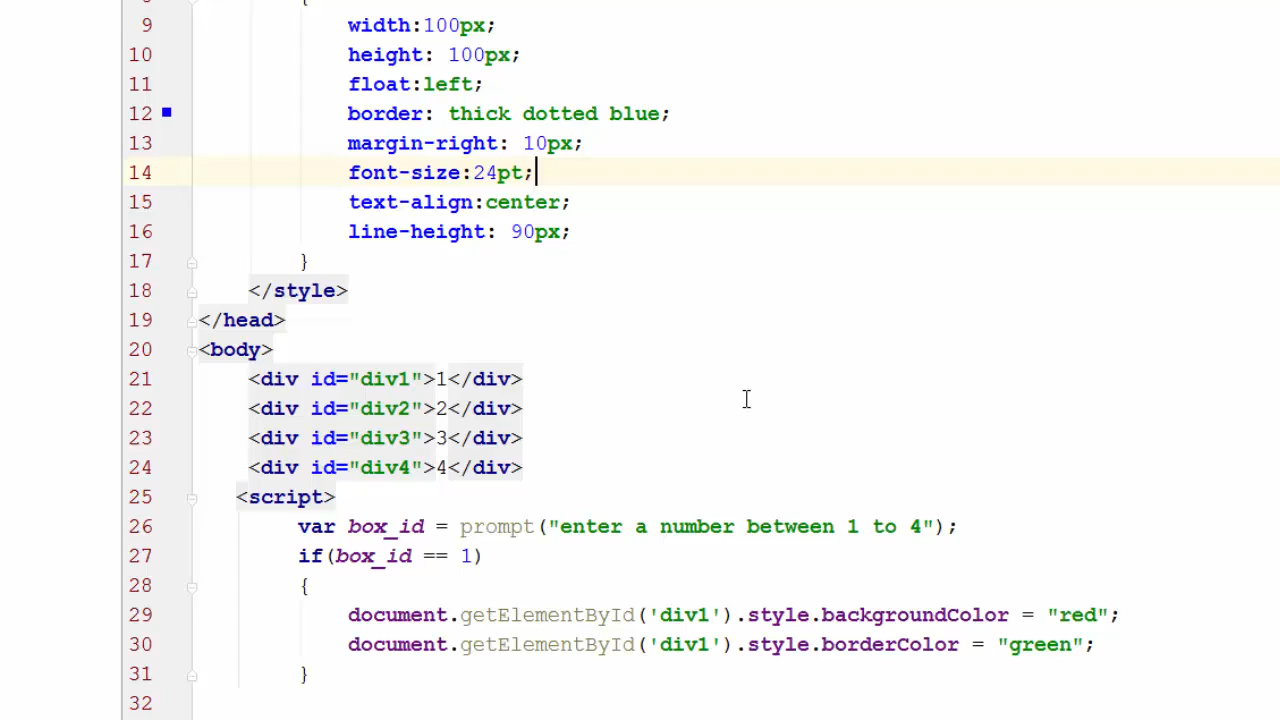 {
9 width:100px;
10 height: 100px;
11 float:left;
12 border: thick dotted blue;
13 margin-right: 10px;
14 font-size:24pt;
15 text-align:center;
16 line-height: 90px;
17 }
18 </style>
19 </head>
20 <body>
21 <div id="div1">1</div>
22 <div id="div2">2</div>
23 <div id="div3">3</div>
24 <div id="div4">4</div>
25 <script>
26 var box_id = prompt("enter a number between 1 to 4");
27 if(box_id == 1)
28 {
29 document.getElementById('div1').style.backgroundColor = "red";
30 document.getElementById('div1').style.borderColor = "green";
31 }
32